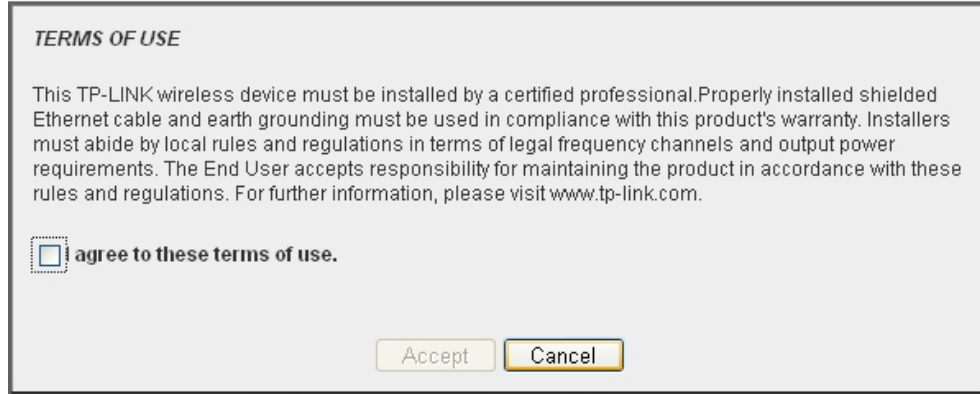 TERMS OF USE
This TP-LINK wireless device must be installed by a certified professional.Properly installed shielded
Ethernet cable and earth grounding must be used in compliance with this product's warranty. Installers
must abide by local rules and regulations in terms of legal frequency channels and output power
requirements. The End User accepts responsibility for maintaining the product in accordance with these
rules and regulations. For further information, please visit www.tp-link.com.
I agree to these terms of use.
Accept Cancel